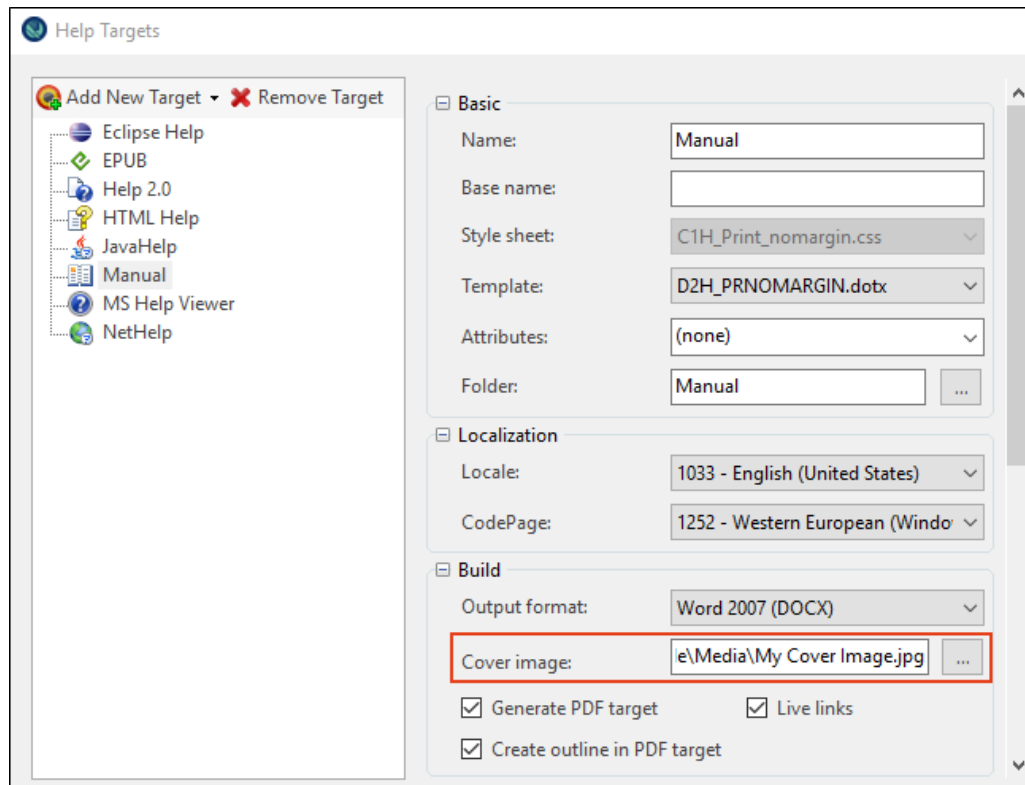 Help Targets
Add New Target
Remove Target
Eclipse Help
EPUB
Help 2.0
HTML Help
JavaHelp
Manual
MS Help Viewer
NetHelp
Basic
Name: Manual
Base name:
Style sheet: C1H_Print_nomargin.css
Template: D2H_PRNOMARGIN.dotx
Attributes: (none)
Folder: Manual ...
Localization
Locale: 1033 - English (United States)
CodePage: 1252 - Western European (Windo
Build
Output format: Word 2007 (DOCX)
Cover image: e\Media\My Cover Image.jpg ...
Generate PDF target Live links
Create outline in PDF target